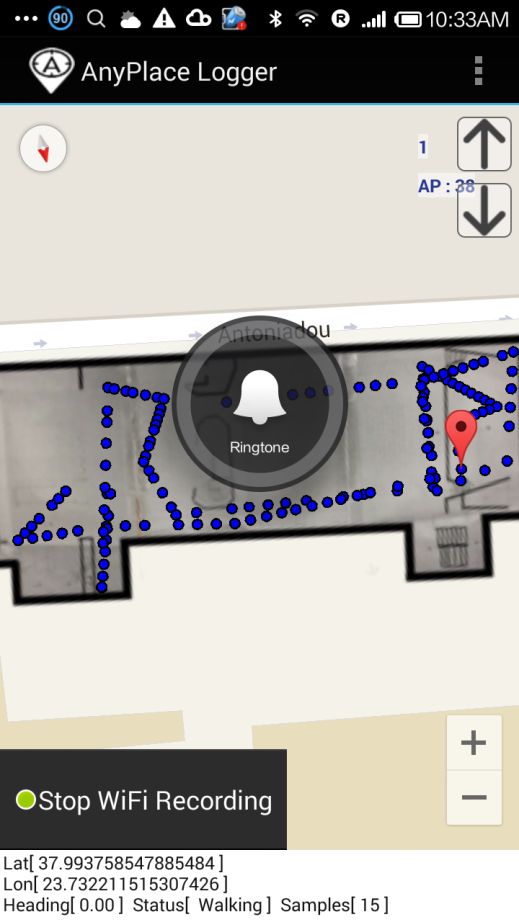 90 R 10:33AM
AnyPlace Logger
1
AP : 38
Antoniadou
Ringtone
+
−
Stop WiFi Recording
Lat[ 37.993758547885484 ]
Lon[ 23.732211515307426 ]
Heading[ 0.00 ] Status[ Walking ] Samples[ 15 ]